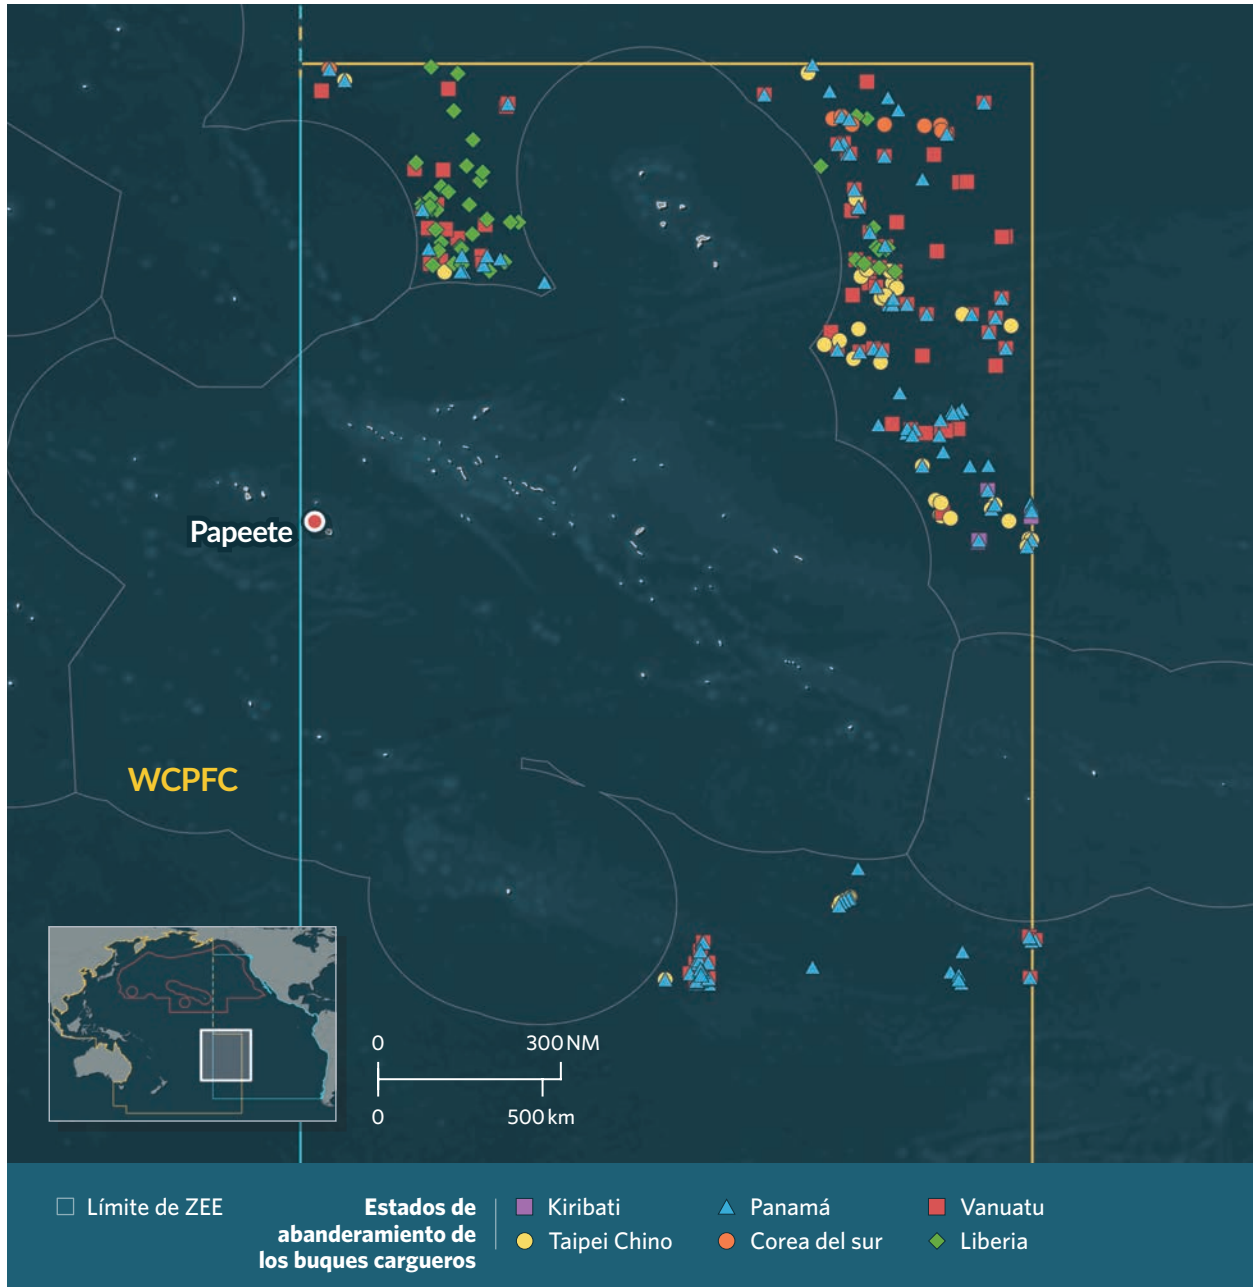 Papeete
WCPFC
0
300 NM
0
500 km
Límite de ZEE
Estados de
abanderamiento de
los buques cargueros
Kiribati
Panamá
Vanuatu
Taipei Chino
Corea del sur
Liberia